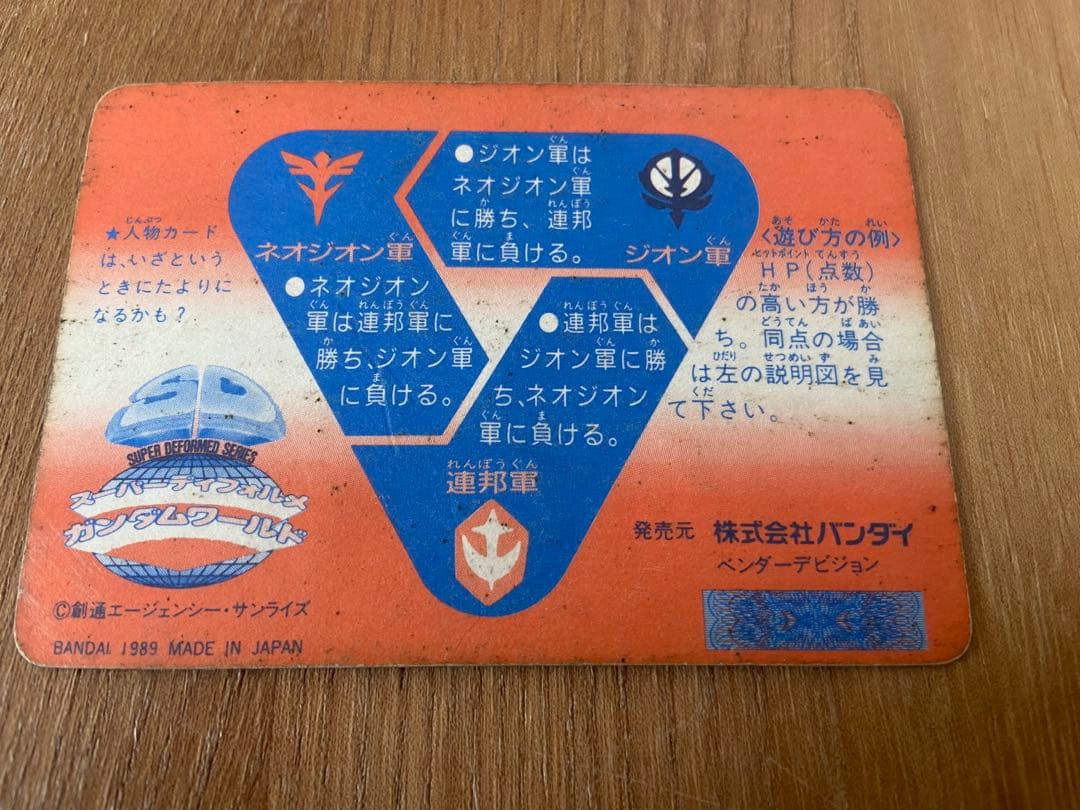 ●ジオン軍は
ネオジオン軍
に勝ち、連邦
軍に負ける。
ネオジオン軍
ジオン軍
●ネオジオン
軍は連邦軍に
勝ち、ジオン軍
に負ける。
●連邦軍は
ジオン軍に勝
ち、ネオジオン
軍に負ける。
連邦軍
★人物カード
は、いざという
ときにたよりに
なるかも?
〈遊び方の例〉
HP(点数)
の高い方が勝
ち。同点の場合
は左の説明図を見
て下さい。
SD
SUPER DEFORMED SERIES
スーパーディフォルメ
ガンダムワールド
©創通エージェンシー・サンライズ
BANDAI 1989 MADE IN JAPAN
発売元 株式会社バンダイ
ベンダーデビジョン